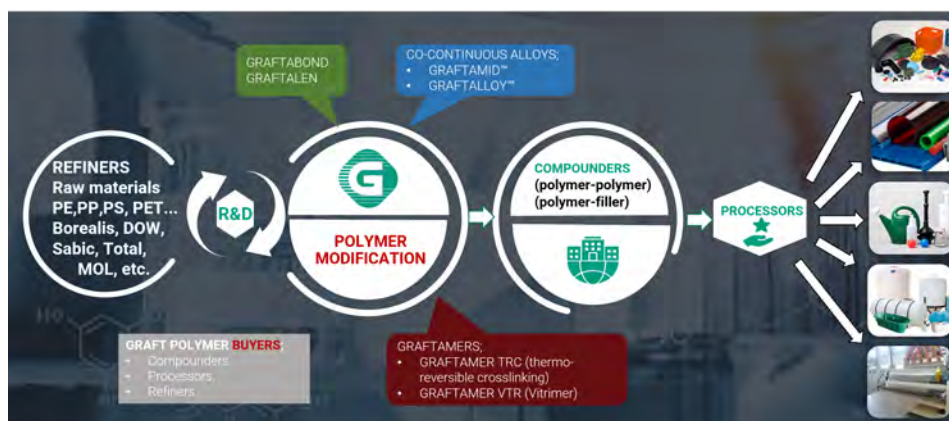 REFINERS
Raw materials
PE,PP,PS, PET...
Borealis, DOW,
Sabic, Total,
MOL, etc.
R&D
GRAFTABOND
GRAFTALEN
CO-CONTINUOUS ALLOYS;
• GRAFTAMID™
• GRAFTALLOY™
G
POLYMER
MODIFICATION
COMPOUNDERS
(polymer-polymer)
(polymer-filler)
PROCESSORS
GRAFT POLYMER BUYERS;
- Compounders
- Processors
- Refiners
GRAFTAMERS;
• GRAFTAMER TRC (thermo-
reversible crosslinking)
• GRAFTAMER VTR (Vitrimer)
HO